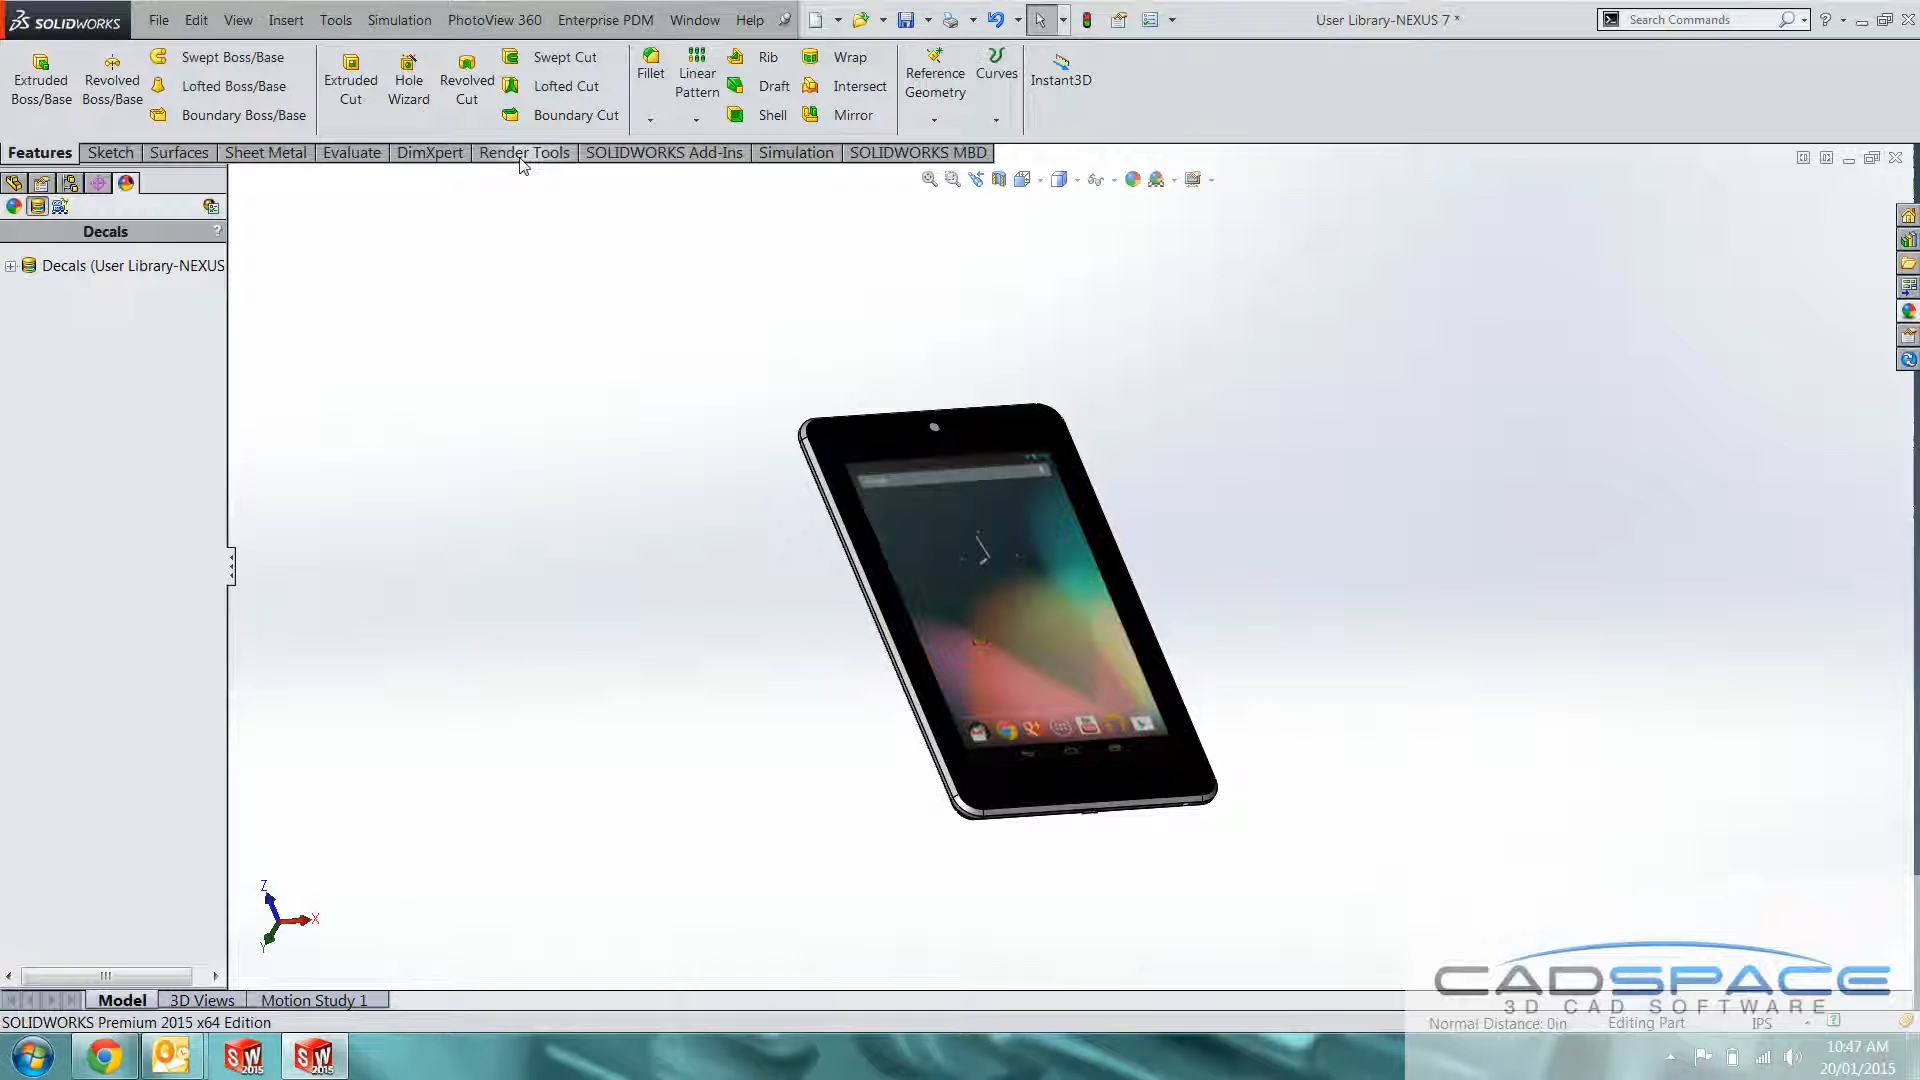 SOLIDWORKS File Edit View Insert Tools Simulation PhotoView 360 Enterprise PDM Window Help User Library-NEXUS 7 * Search Commands
Extruded Boss/Base
Revolved Boss/Base
Swept Boss/Base
Lofted Boss/Base
Boundary Boss/Base
Extruded Cut
Hole Wizard
Revolved Cut
Swept Cut
Lofted Cut
Boundary Cut
Fillet
Linear Pattern
Rib
Draft
Shell
Wrap
Intersect
Mirror
Reference Geometry
Curves
Instant3D
Features Sketch Surfaces Sheet Metal Evaluate DimXpert Render Tools SOLIDWORKS Add-Ins Simulation SOLIDWORKS MBD
Decals ?
Decals (User Library-NEXUS
Z
X
Y
CADSPACE
3D CAD SOFTWARE
Model 3D Views Motion Study 1
SOLIDWORKS Premium 2015 x64 Edition Normal Distance: 0in Editing Part IPS
SW 2015 SW 2015
10:47 AM
20/01/2015